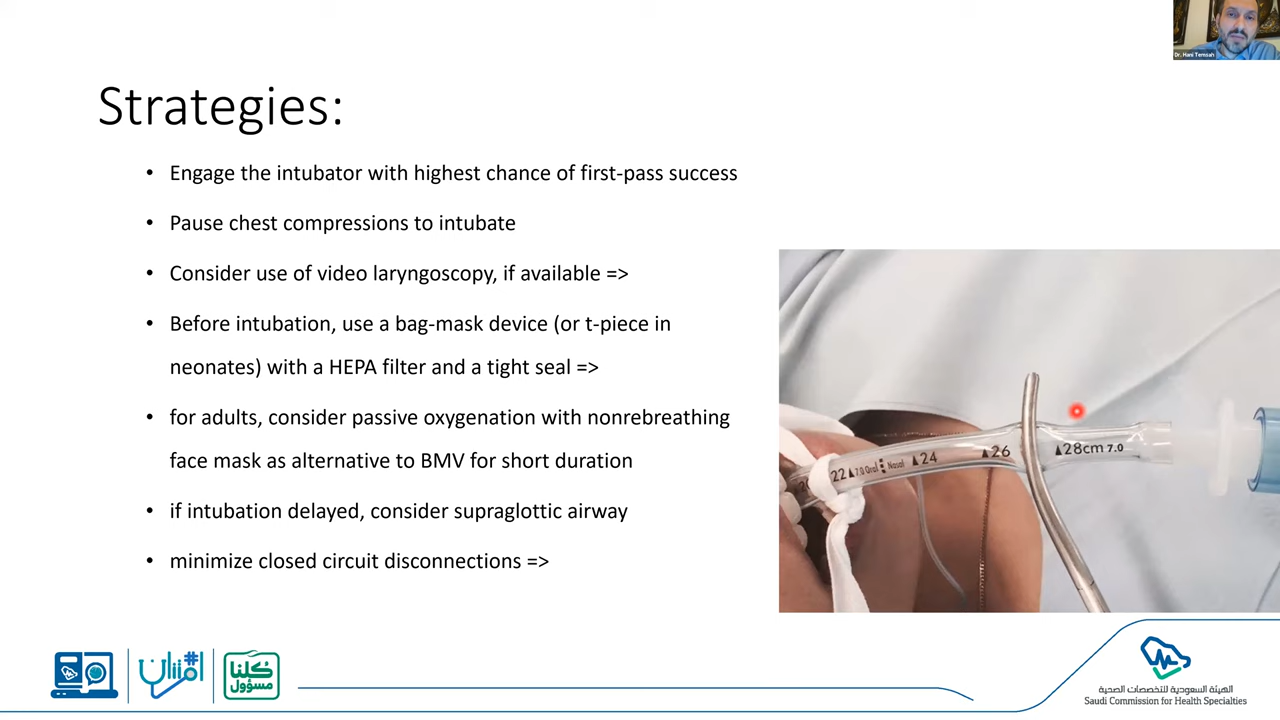 Dr. Hani Temsah
Strategies:
• Engage the intubator with highest chance of first-pass success
• Pause chest compressions to intubate
• Consider use of video laryngoscopy, if available =>
• Before intubation, use a bag-mask device (or t-piece in
neonates) with a HEPA filter and a tight seal =>
• for adults, consider passive oxygenation with nonrebreathing
face mask as alternative to BMV for short duration
• if intubation delayed, consider supraglottic airway
• minimize closed circuit disconnections =>
22 7.0 Oral Nasal 24 26 28cm 7.0
#امتنان
كلنا
مسؤول
الهيئة السعودية للتخصصات الصحية
Saudi Commission for Health Specialties